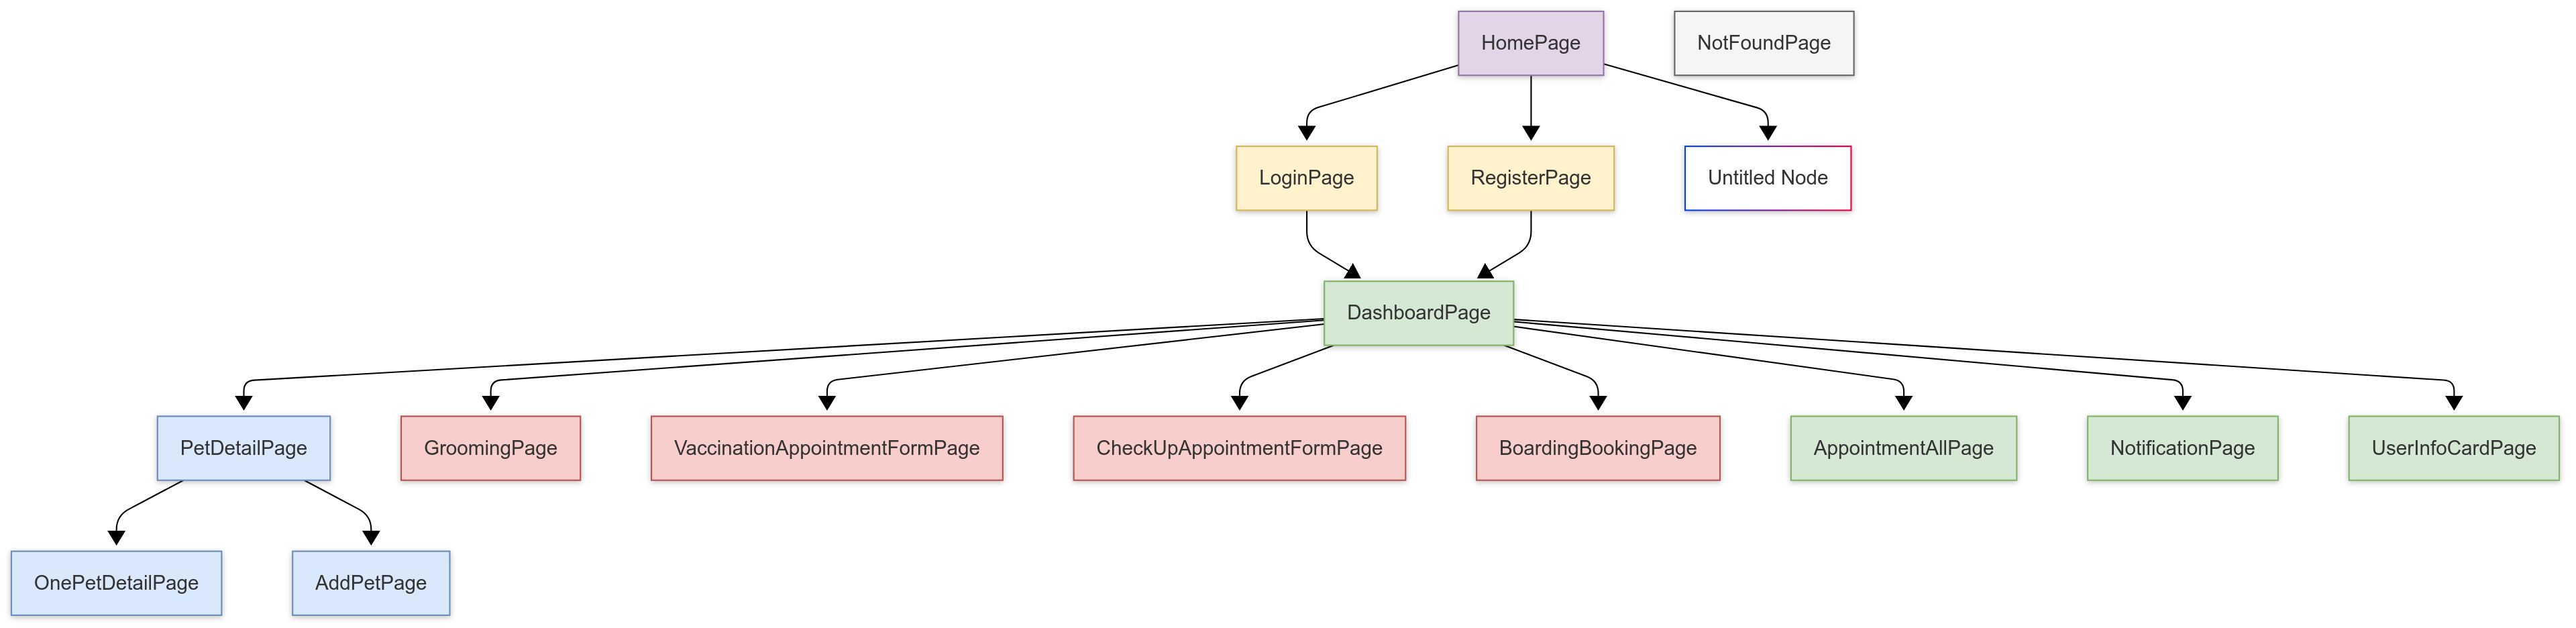 HomePage
NotFoundPage
LoginPage
RegisterPage
Untitled Node
DashboardPage
PetDetailPage
GroomingPage
VaccinationAppointmentFormPage
CheckUpAppointmentFormPage
BoardingBookingPage
AppointmentAllPage
NotificationPage
UserInfoCardPage
OnePetDetailPage
AddPetPage